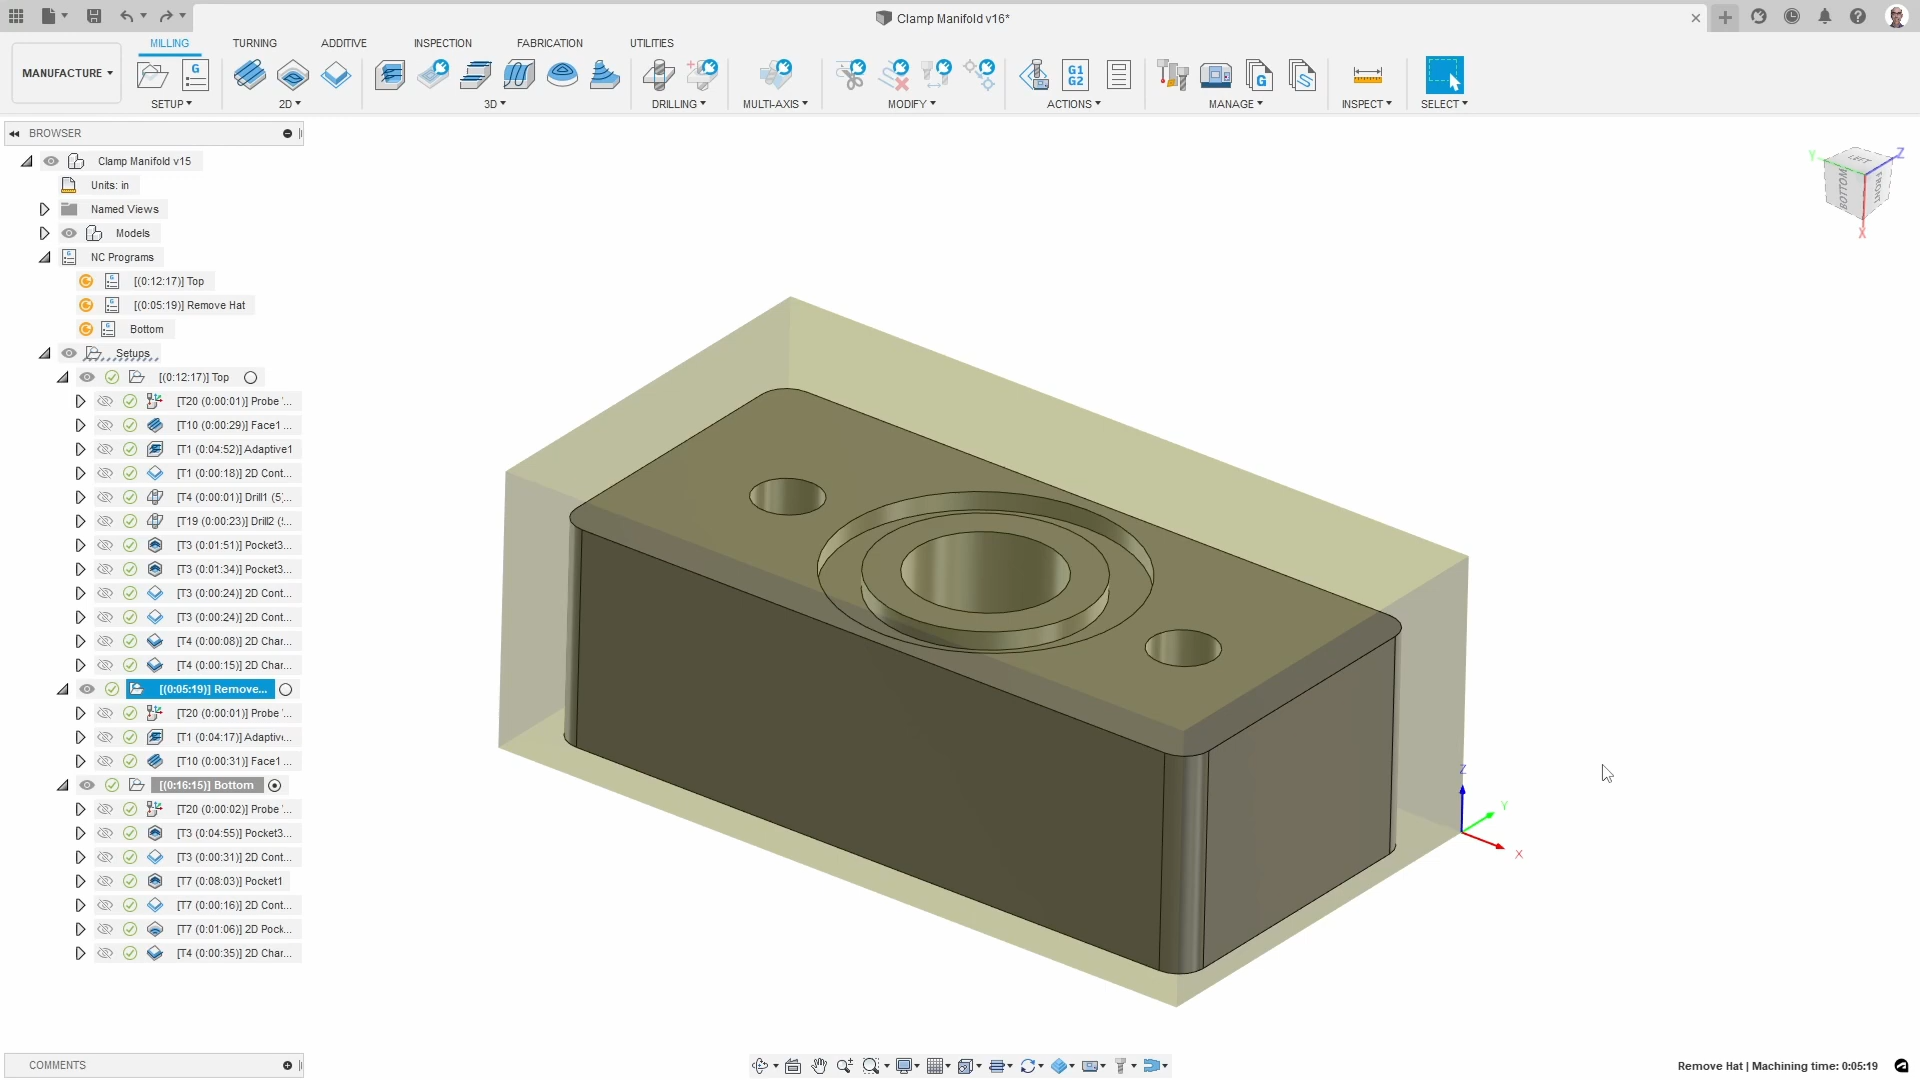 Clamp Manifold v16*
MILLING TURNING ADDITIVE INSPECTION FABRICATION UTILITIES
MANUFACTURE
G G1 G2 G
SETUP 2D 3D DRILLING MULTI-AXIS MODIFY ACTIONS MANAGE INSPECT SELECT
BROWSER
Clamp Manifold v15
Units: in
Named Views
Models
NC Programs
[(0:12:17)] Top
[(0:05:19)] Remove Hat
Bottom
Setups
[(0:12:17)] Top
[T20 (0:00:01)] Probe '...
[T10 (0:00:29)] Face1 ...
[T1 (0:04:52)] Adaptive1
[T1 (0:00:18)] 2D Cont...
[T4 (0:00:01)] Drill1 (5)...
[T19 (0:00:23)] Drill2 (...
[T3 (0:01:51)] Pocket3...
[T3 (0:01:34)] Pocket3...
[T3 (0:00:24)] 2D Cont...
[T3 (0:00:24)] 2D Cont...
[T4 (0:00:08)] 2D Cham...
[T4 (0:00:15)] 2D Cham...
[(0:05:19)] Remove...
[T20 (0:00:01)] Probe '...
[T1 (0:04:17)] Adaptiv...
[T10 (0:00:31)] Face1 ...
[(0:16:15)] Bottom
[T20 (0:00:02)] Probe '...
[T3 (0:04:55)] Pocket3...
[T3 (0:00:31)] 2D Cont...
[T7 (0:08:03)] Pocket1
[T7 (0:00:16)] 2D Cont...
[T7 (0:01:06)] 2D Pock...
[T4 (0:00:35)] 2D Cham...
Y Z
LEFT
BOTTOM FRONT
X
Z
Y
X
COMMENTS
Remove Hat | Machining time: 0:05:19